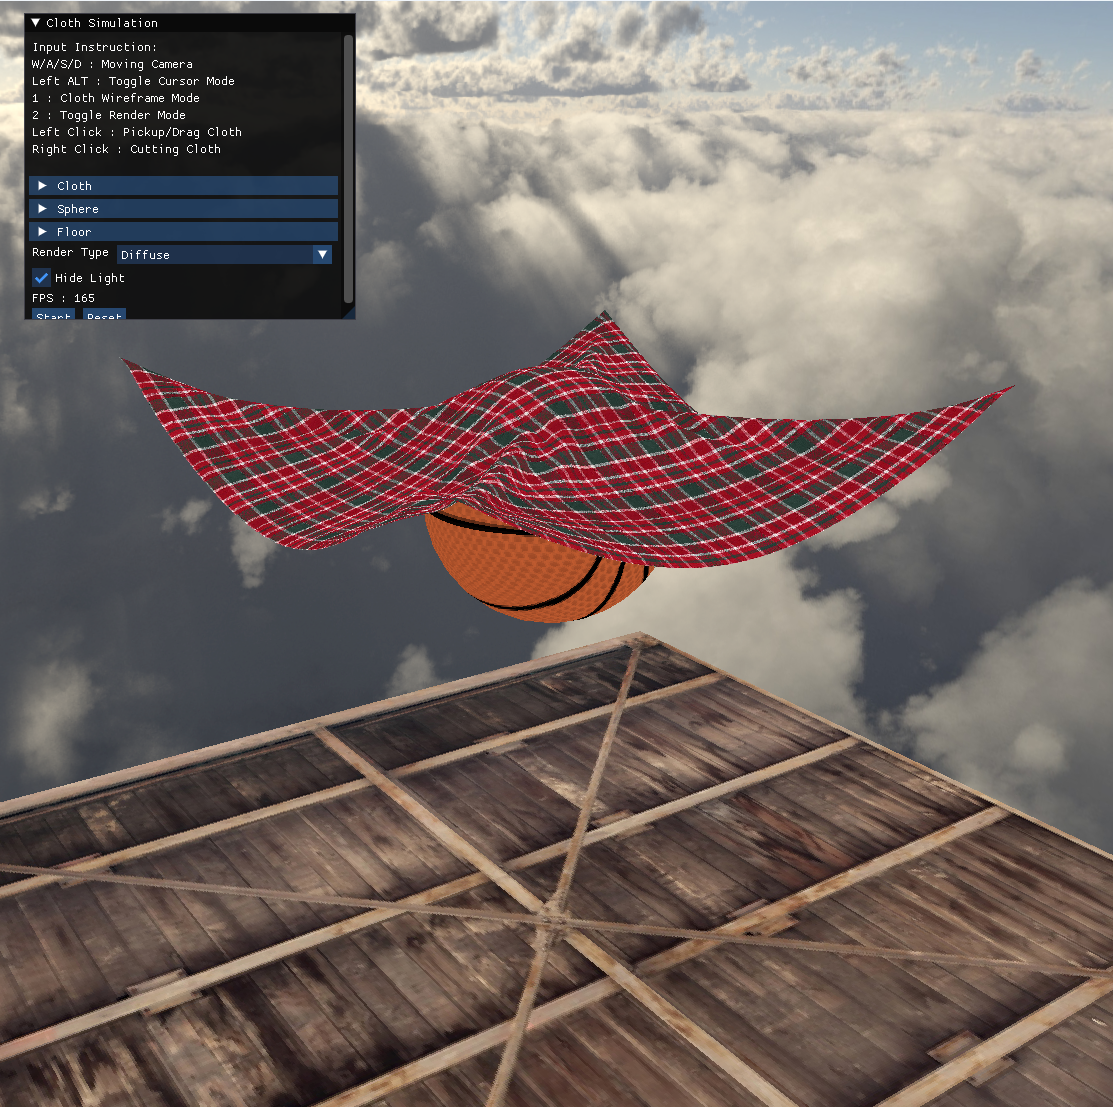 Cloth Simulation
Input Instruction:
W/A/S/D : Moving Camera
Left ALT : Toggle Cursor Mode
1 : Cloth Wireframe Mode
2 : Toggle Render Mode
Left Click : Pickup/Drag Cloth
Right Click : Cutting Cloth
Cloth
Sphere
Floor
Render Type Diffuse
Hide Light
FPS : 165
Start Reset